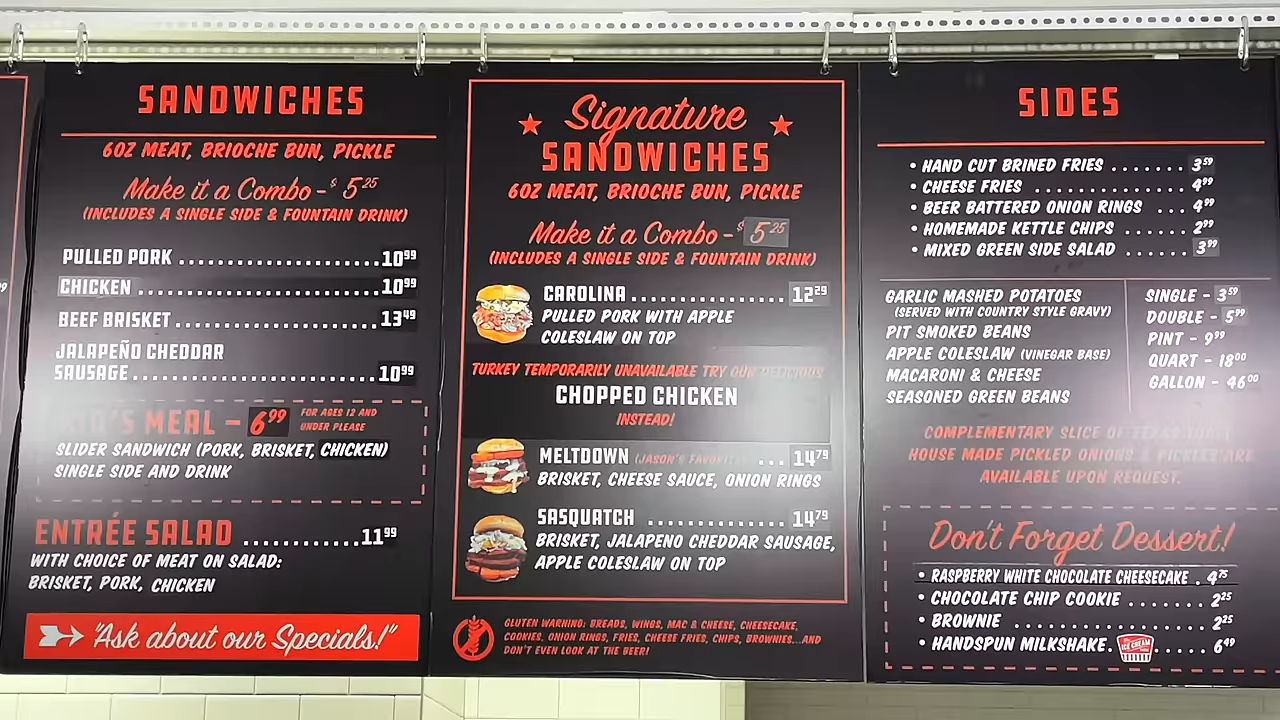 SANDWICHES
6OZ MEAT, BRIOCHE BUN, PICKLE
Make it a Combo - $5.25
(INCLUDES A SINGLE SIDE & FOUNTAIN DRINK)
PULLED PORK ........................ 10.99
CHICKEN ........................ 10.99
BEEF BRISKET ........................ 13.49
JALAPEÑO CHEDDAR
SAUSAGE ........................ 10.99
KID'S MEAL - 6.99 FOR AGES 12 AND
UNDER PLEASE
SLIDER SANDWICH (PORK, BRISKET, CHICKEN)
SINGLE SIDE AND DRINK
ENTRÉE SALAD ............ 11.99
WITH CHOICE OF MEAT ON SALAD:
BRISKET, PORK, CHICKEN
"Ask about our Specials!"
Signature
SANDWICHES
6OZ MEAT, BRIOCHE BUN, PICKLE
Make it a Combo - $5.25
(INCLUDES A SINGLE SIDE & FOUNTAIN DRINK)
CAROLINA .................... 12.29
PULLED PORK WITH APPLE
COLESLAW ON TOP
TURKEY TEMPORARILY UNAVAILABLE TRY OUR DELICIOUS
CHOPPED CHICKEN
INSTEAD!
MELTDOWN (JASON'S FAVORITE) ... 14.79
BRISKET, CHEESE SAUCE, ONION RINGS
SASQUATCH .................. 14.79
BRISKET, JALAPENO CHEDDAR SAUSAGE,
APPLE COLESLAW ON TOP
GLUTEN WARNING: BREADS, WINGS, MAC & CHEESE, CHEESECAKE,
COOKIES, ONION RINGS, FRIES, CHEESE FRIES, CHIPS, BROWNIES...AND
DON'T EVEN LOOK AT THE BEER!
SIDES
• HAND CUT BRINED FRIES ....... 3.59
• CHEESE FRIES ................ 4.99
• BEER BATTERED ONION RINGS ... 4.99
• HOMEMADE KETTLE CHIPS ...... 2.99
• MIXED GREEN SIDE SALAD ...... 3.99
GARLIC MASHED POTATOES
(SERVED WITH COUNTRY STYLE GRAVY)
PIT SMOKED BEANS
APPLE COLESLAW (VINEGAR BASE)
MACARONI & CHEESE
SEASONED GREEN BEANS
SINGLE - 3.59
DOUBLE - 5.99
PINT - 9.99
QUART - 18.00
GALLON - 46.00
COMPLEMENTARY SLICE OF TEXAS TOAST
HOUSE MADE PICKLED ONIONS & PICKLES ARE
AVAILABLE UPON REQUEST.
Don't Forget Dessert!
• RASPBERRY WHITE CHOCOLATE CHEESECAKE . 4.75
• CHOCOLATE CHIP COOKIE ....... 2.25
• BROWNIE .................. 2.25
• HANDSPUN MILKSHAKE. ICE CREAM ..... 6.49